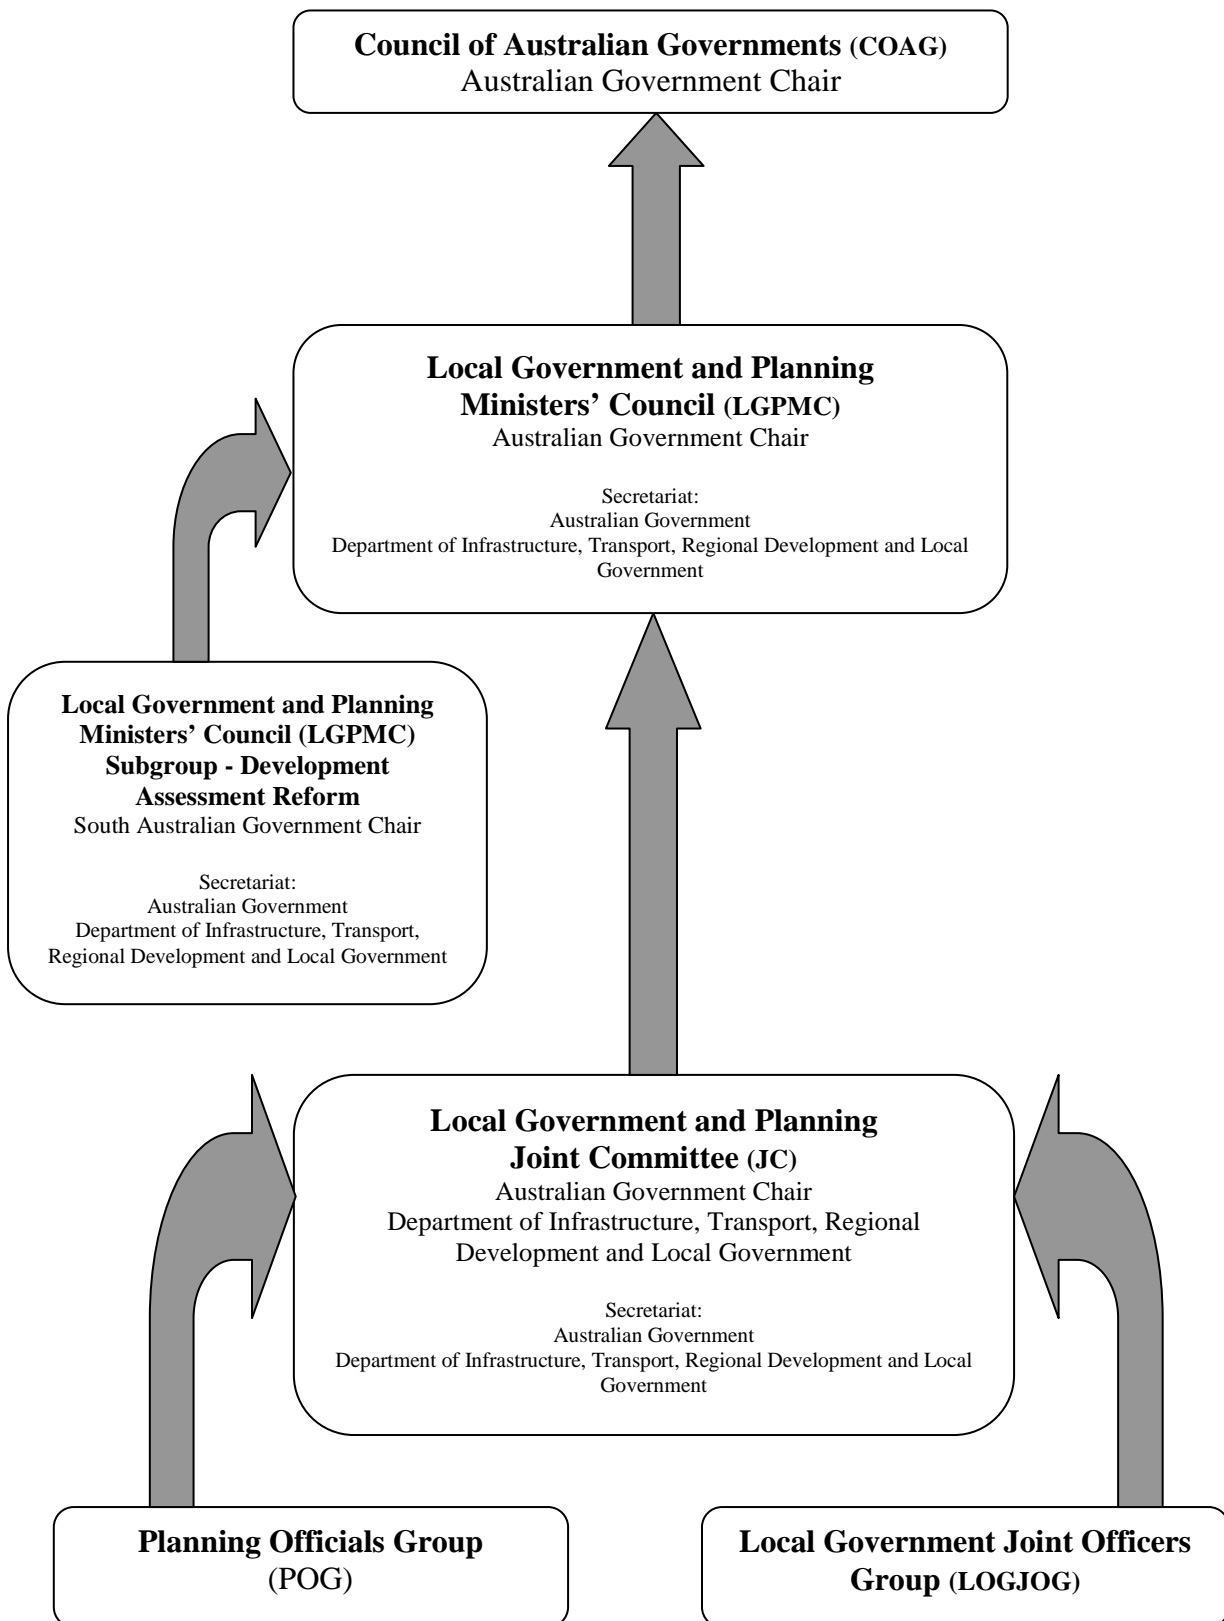 Council of Australian Governments (COAG)
Australian Government Chair
Local Government and Planning
Ministers’ Council (LGPMC)
Australian Government Chair
Secretariat:
Australian Government
Department of Infrastructure, Transport, Regional Development and Local
Government
Local Government and Planning
Ministers’ Council (LGPMC)
Subgroup - Development
Assessment Reform
South Australian Government Chair
Secretariat:
Australian Government
Department of Infrastructure, Transport,
Regional Development and Local Government
Local Government and Planning
Joint Committee (JC)
Australian Government Chair
Department of Infrastructure, Transport, Regional
Development and Local Government
Secretariat:
Australian Government
Department of Infrastructure, Transport, Regional Development and Local
Government
Planning Officials Group
(POG)
Local Government Joint Officers
Group (LOGJOG)